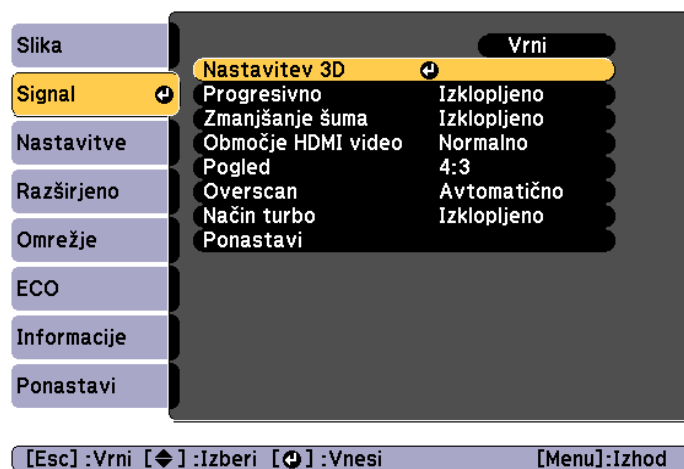 Slika
Signal
Nastavitve
Razširjeno
Omrežje
ECO
Informacije
Ponastavi
Vrni
Nastavitev 3D
Progresivno Izklopljeno
Zmanjšanje šuma Izklopljeno
Območje HDMI video Normalno
Pogled 4:3
Overscan Avtomatično
Način turbo Izklopljeno
Ponastavi
[Esc] :Vrni [◆] :Izberi [↵] :Vnesi [Menu]:Izhod